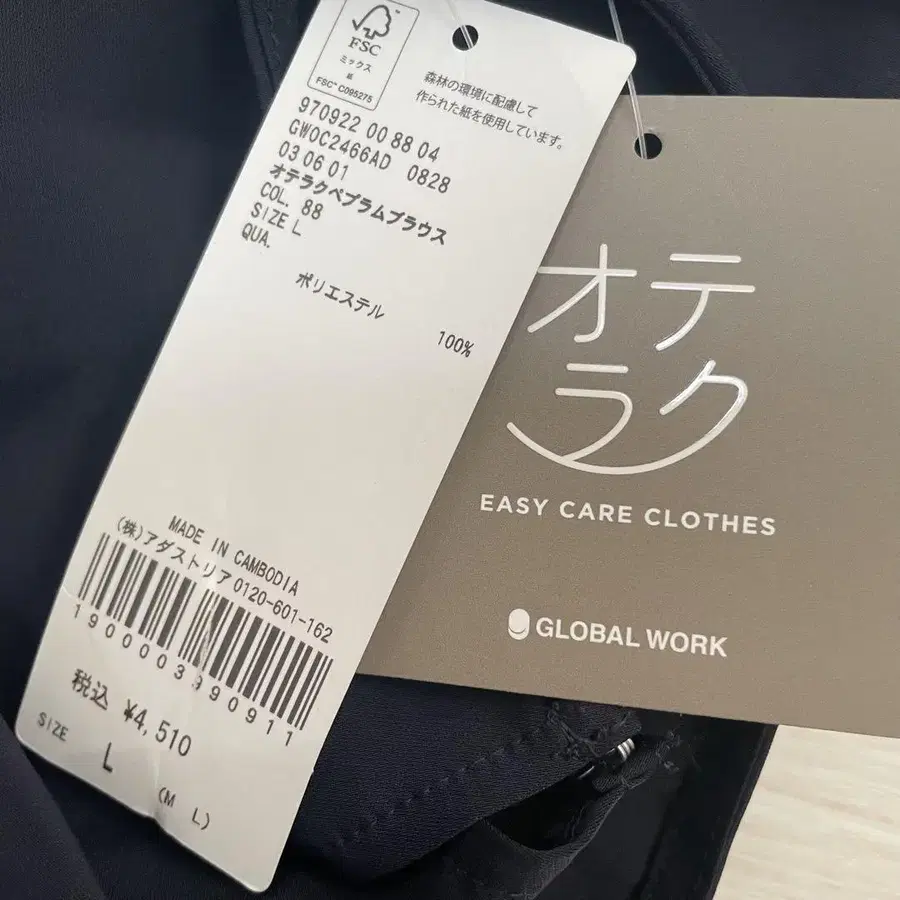 FSC
ミックス
紙
FSC™ C095275
森林の環境に配慮して
作られた紙を使用しています。
970922 00 88 04
GW0C2466AD 0828
03 06 01
オテラクペプラムブラウス
COL. 88
SIZE L
QUA.
ポリエステル
100%
MADE IN CAMBODIA
(株)アダストリア 0120-601-162
1900003990911
税込 ¥4,510
SIZE
L
(M L)
オテ
ラク
EASY CARE CLOTHES
GLOBAL WORK